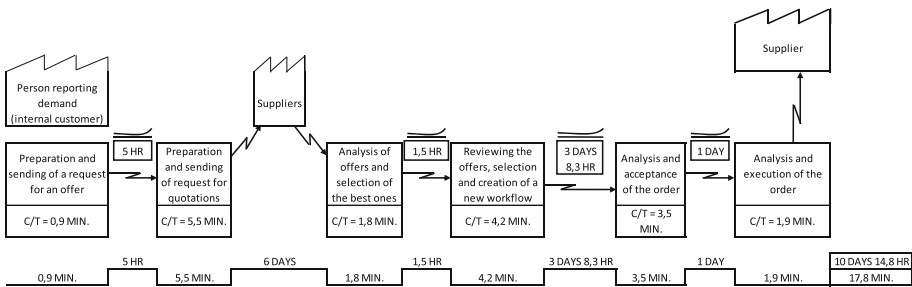 Supplier
Person reporting
demand
(internal customer)
Suppliers
5 HR
1,5 HR
3 DAYS
8,3 HR
1 DAY
Preparation and
sending of a request
for an offer
C/T = 0,9 MIN.
Preparation
and sending
of request for
quotations
C/T = 5,5 MIN.
Analysis of
offers and
selection of
the best ones
C/T = 1,8 MIN.
Reviewing the
offers, selection
and creation of a
new workflow
C/T = 4,2 MIN.
Analysis and
acceptance
of the order
C/T = 3,5
MIN.
Analysis and
execution of the
order
C/T = 1,9 MIN.
5 HR
6 DAYS
1,5 HR
3 DAYS 8,3 HR
1 DAY
10 DAYS 14,8 HR
0,9 MIN.
5,5 MIN.
1,8 MIN.
4,2 MIN.
3,5 MIN.
1,9 MIN.
17,8 MIN.